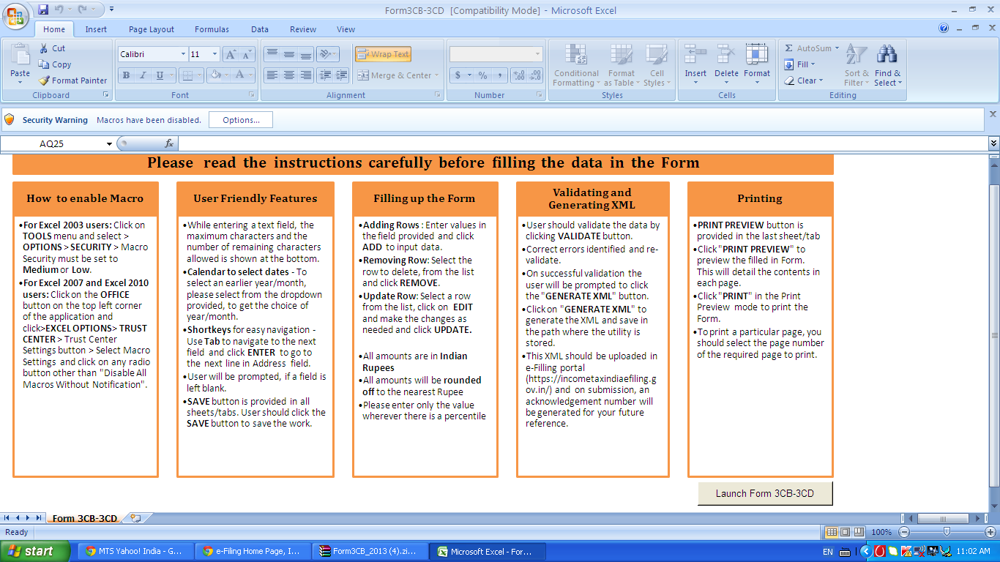 Form3CB-3CD [Compatibility Mode] - Microsoft Excel
Home Insert Page Layout Formulas Data Review View
Cut
Copy
Format Painter
Paste
Clipboard
Calibri 11
B I U
Font
Wrap Text
Merge & Center
Alignment
$ % ,
Number
Conditional Formatting
Format as Table
Cell Styles
Styles
Insert Delete Format
Cells
Σ AutoSum
Fill
Clear
Sort & Filter
Find & Select
Editing
Security Warning Macros have been disabled. Options...
AQ25 fx
Please read the instructions carefully before filling the data in the Form
How to enable Macro
•For Excel 2003 users: Click on
TOOLS menu and select >
OPTIONS > SECURITY > Macro
Security must be set to
Medium or Low.
•For Excel 2007 and Excel 2010
users: Click on the OFFICE
button on the top left corner
of the application and
click>EXCEL OPTIONS> TRUST
CENTER > Trust Center
Settings button > Select Macro
Settings and click on any radio
button other than "Disable All
Macros Without Notification".
User Friendly Features
•While entering a text field, the
maximum characters and the
number of remaining characters
allowed is shown at the bottom.
•Calendar to select dates - To
select an earlier year/month,
please select from the dropdown
provided, to get the choice of
year/month.
•Shortkeys for easy navigation -
Use Tab to navigate to the next
field and click ENTER to go to
the next line in Address field.
•User will be prompted, if a field is
left blank.
•SAVE button is provided in all
sheets/tabs. User should click the
SAVE button to save the work.
Filling up the Form
•Adding Rows : Enter values in
the field provided and click
ADD to input data.
•Removing Row: Select the
row to delete, from the list
and click REMOVE.
•Update Row: Select a row
from the list, click on EDIT
and make the changes as
needed and click UPDATE.
•All amounts are in Indian
Rupees
•All amounts will be rounded
off to the nearest Rupee
•Please enter only the value
wherever there is a percentile
Validating and
Generating XML
•User should validate the data by
clicking VALIDATE button.
•Correct errors identified and re-
validate.
•On successful validation the
user will be prompted to click
the "GENERATE XML" button.
•Click on "GENERATE XML" to
generate the XML and save in
the path where the utility is
stored.
•This XML should be uploaded in
e-Filling portal
(https://incometaxindiaefiling.g
ov.in/) and on submission, an
acknowledgement number will
be generated for your future
reference.
Printing
•PRINT PREVIEW button is
provided in the last sheet/tab
•Click "PRINT PREVIEW" to
preview the filled in Form.
This will detail the contents in
each page.
•Click "PRINT" in the Print
Preview mode to print the
Form.
•To print a particular page, you
should select the page number
of the required page to print.
Launch Form 3CB-3CD
Form 3CB-3CD
Ready 100%
start
MTS Yahoo! India - G...
e-Filing Home Page, I...
Form3CB_2013 (4).zi...
Microsoft Excel - For...
EN 11:02 AM